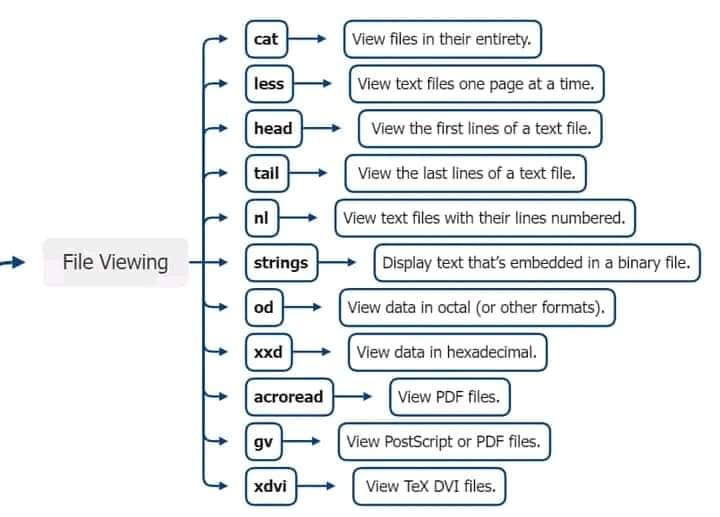 cat
View files in their entirety.
less
View text files one page at a time.
head
View the first lines of a text file.
tail
View the last lines of a text file.
nl
View text files with their lines numbered.
File Viewing
strings
Display text that's embedded in a binary file.
od
View data in octal (or other formats).
xxd
View data in hexadecimal.
acroread
View PDF files.
gv
View PostScript or PDF files.
xdvi
View TeX DVI files.